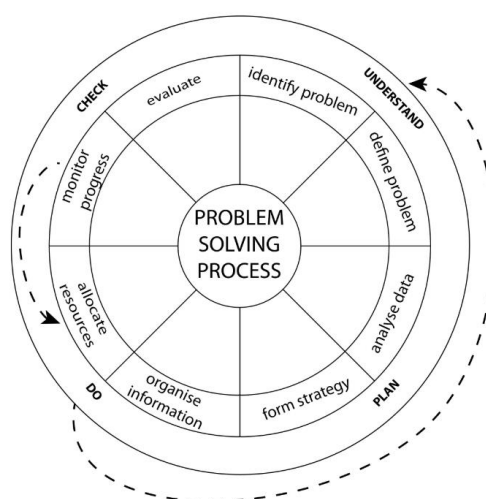 PROBLEM
SOLVING
PROCESS
UNDERSTAND
identify problem
define problem
PLAN
analyse data
form strategy
DO
organise
information
allocate
resources
CHECK
monitor
progress
evaluate